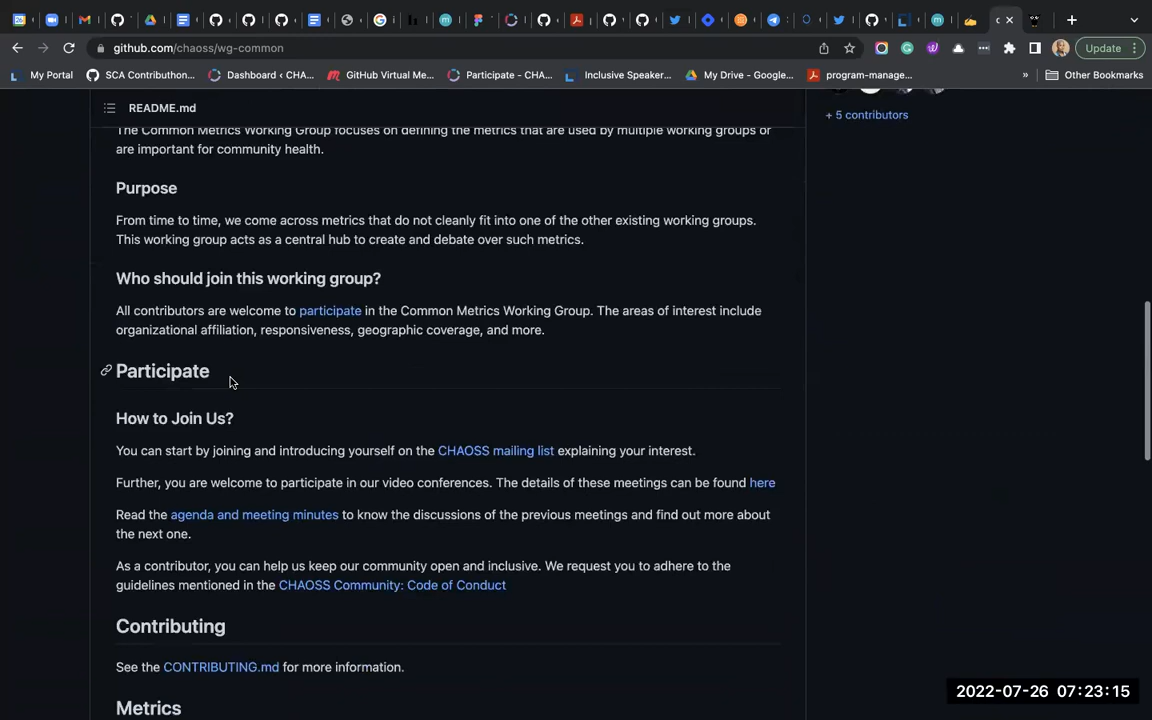 github.com/chaoss/wg-common
Update
My Portal
SCA Contributhon...
Dashboard ‹ CHA...
GitHub Virtual Me...
Participate - CHA...
Inclusive Speaker...
My Drive - Google...
program-manage...
»
Other Bookmarks
README.md
+ 5 contributors
The Common Metrics Working Group focuses on defining the metrics that are used by multiple working groups or
are important for community health.
Purpose
From time to time, we come across metrics that do not cleanly fit into one of the other existing working groups.
This working group acts as a central hub to create and debate over such metrics.
Who should join this working group?
All contributors are welcome to participate in the Common Metrics Working Group. The areas of interest include
organizational affiliation, responsiveness, geographic coverage, and more.
Participate
How to Join Us?
You can start by joining and introducing yourself on the CHAOSS mailing list explaining your interest.
Further, you are welcome to participate in our video conferences. The details of these meetings can be found here
Read the agenda and meeting minutes to know the discussions of the previous meetings and find out more about
the next one.
As a contributor, you can help us keep our community open and inclusive. We request you to adhere to the
guidelines mentioned in the CHAOSS Community: Code of Conduct
Contributing
See the CONTRIBUTING.md for more information.
Metrics
2022-07-26 07:23:15